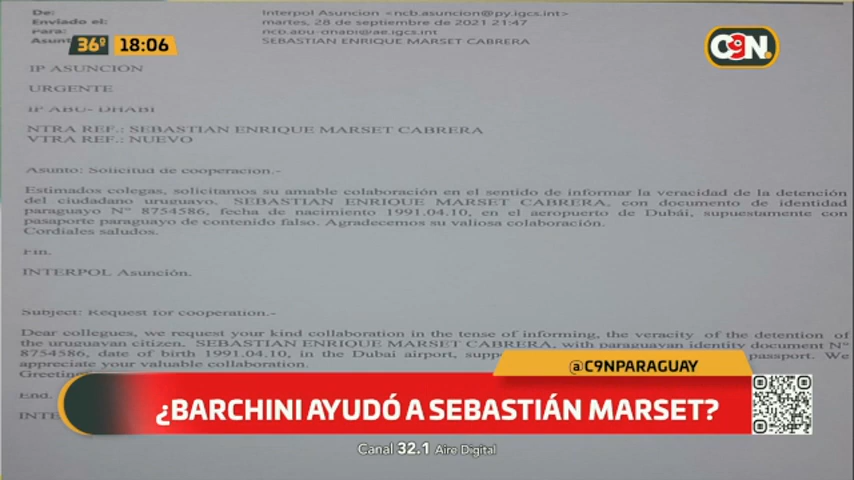 De: Interpol Asuncion <ncb.asuncion@py.igcs.int>
Enviado el: martes, 28 de septiembre de 2021 21:47
Para: ncb.abu-dhabi@ae.igcs.int
Asunt SEBASTIAN ENRIQUE MARSET CABRERA
36º 18:06
C9N
IP ASUNCION
URGENTE
IP ABU- DHABI
NTRA REF.: SEBASTIAN ENRIQUE MARSET CABRERA
VTRA REF.: NUEVO
Asunto: Solicitud de cooperación.-
Estimados colegas, solicitamos su amable colaboración en el sentido de informar la veracidad de la detención
del ciudadano uruguayo, SEBASTIAN ENRIQUE MARSET CABRERA, con documento de identidad
paraguayo N° 8754586, fecha de nacimiento 1991.04.10, en el aeropuerto de Dubái, supuestamente con
pasaporte paraguayo de contenido falso. Agradecemos su valiosa colaboración.
Cordiales saludos.
Fin.
INTERPOL Asunción.
Subject: Request for cooperation.-
Dear collegues, we request your kind collaboration in the tense of informing, the veracity of the detention of
the uruguayan citizen, SEBASTIAN ENRIQUE MARSET CABRERA, with paraguayan identity document N°
8754586, date of birth 1991.04.10, in the Dubai airport, supp passport. We
appreciate your valuable collaboration.
Greetin
End.
INTE
@C9NPARAGUAY
¿BARCHINI AYUDÓ A SEBASTIÁN MARSET?
Canal 32.1 Aire Digital